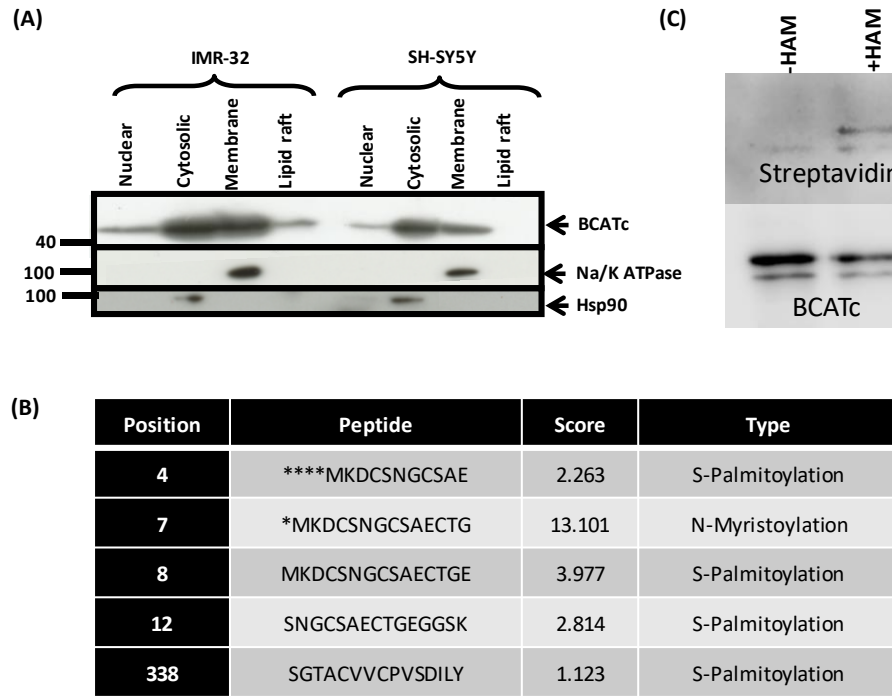 (A)
IMR-32
SH-SY5Y
Nuclear
Cytosolic
Membrane
Lipid raft
Nuclear
Cytosolic
Membrane
Lipid raft
40
100
100
BCATc
Na/K ATPase
Hsp90
(C)
-HAM
+HAM
Streptavidin
BCATc
(B)
Position Peptide Score Type
4 ****MKDCSNGCSAE 2.263 S-Palmitoylation
7 *MKDCSNGCSAECTG 13.101 N-Myristoylation
8 MKDCSNGCSAECTGE 3.977 S-Palmitoylation
12 SNGCSAECTGEGGSK 2.814 S-Palmitoylation
338 SGTACVVCPVSDILY 1.123 S-Palmitoylation